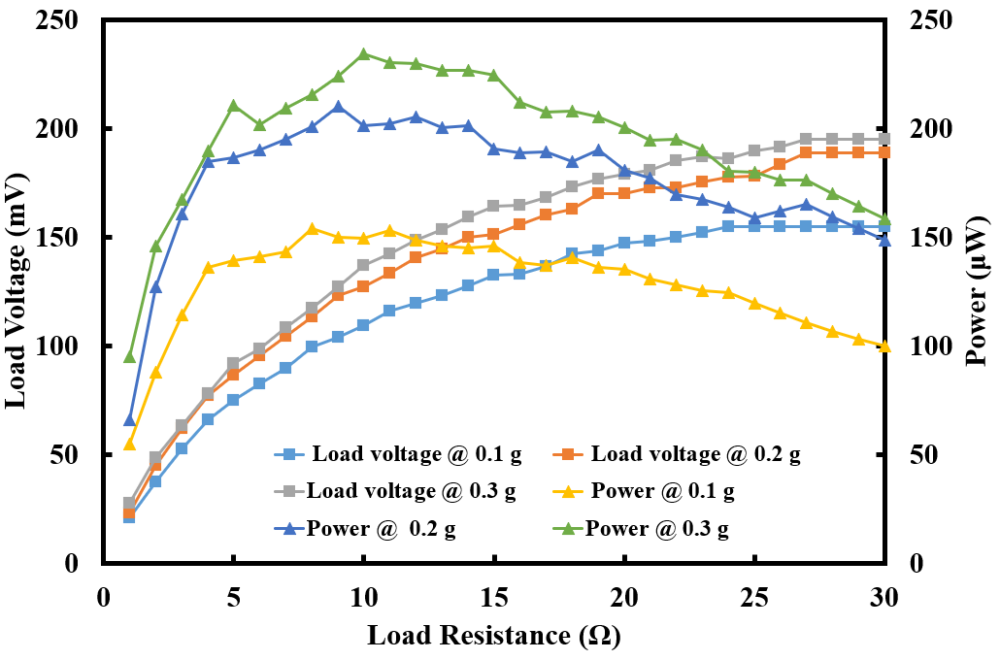 250
200
150
100
50
0
Load Voltage (mV)
250
200
150
100
50
0
Power (μW)
Load voltage @ 0.1 g
Load voltage @ 0.2 g
Load voltage @ 0.3 g
Power @ 0.1 g
Power @ 0.2 g
Power @ 0.3 g
0 5 10 15 20 25 30
Load Resistance (Ω)